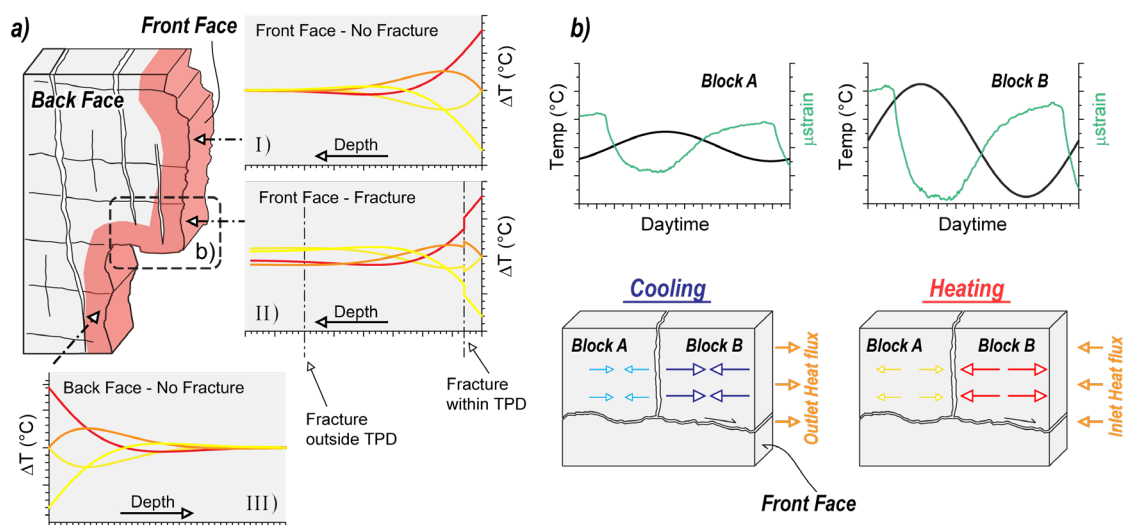 a)
Front Face
Back Face
b)
Front Face - No Fracture
ΔT (°C)
Depth
I)
Front Face - Fracture
ΔT (°C)
Depth
II)
Fracture
outside TPD
Fracture
within TPD
Back Face - No Fracture
ΔT (°C)
Depth
III)
b)
Block A
Temp (°C)
μstrain
Daytime
Block B
Temp (°C)
μstrain
Daytime
Cooling
Block A
Block B
Outlet Heat flux
Front Face
Heating
Block A
Block B
Inlet Heat flux